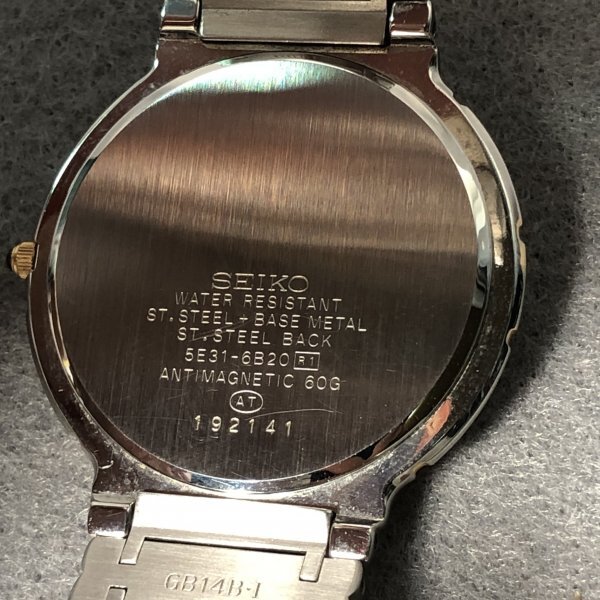 SEIKO
WATER RESISTANT
ST. STEEL + BASE METAL
ST. STEEL BACK
5E31-6B20 R1
ANTIMAGNETIC 60G
AT
192141
GB14B·1